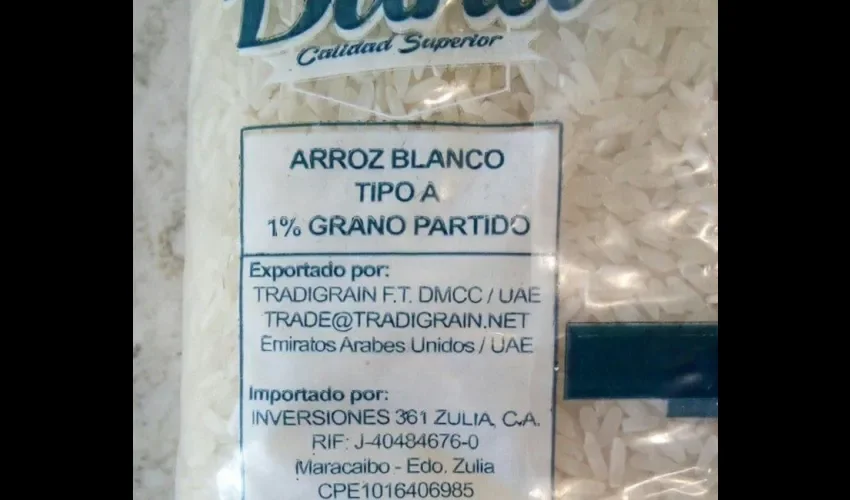 Calidad Superior
ARROZ BLANCO
TIPO A
1% GRANO PARTIDO
Exportado por:
TRADIGRAIN F.T. DMCC / UAE
TRADE@TRADIGRAIN.NET
Emiratos Arabes Unidos / UAE
Importado por:
INVERSIONES 361 ZULIA, C.A.
RIF: J-40484676-0
Maracaibo - Edo. Zulia
CPE1016406985